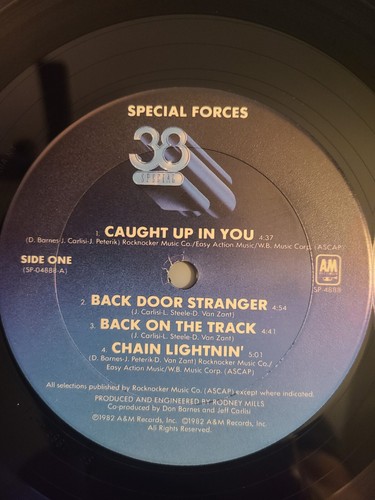 SPECIAL FORCES
38
SPECIAL
1. CAUGHT UP IN YOU 4:37
(D. Barnes-J. Carlisi-J. Peterik) Rocknocker Music Co./Easy Action Music/W.B. Music Corp. (ASCAP)
SIDE ONE
(SP-04888-A)
A&M
RECORDS
SP-4888
2. BACK DOOR STRANGER 4:54
(J. Carlisi-L. Steele-D. Van Zant)
3. BACK ON THE TRACK 4:41
(J. Carlisi-L. Steele-D. Van Zant)
4. CHAIN LIGHTNIN' 5:01
(D. Barnes-J. Peterik-D. Van Zant) Rocknocker Music Co./
Easy Action Music/W.B. Music Corp. (ASCAP)
All selections published by Rocknocker Music Co. (ASCAP) except where indicated.
PRODUCED AND ENGINEERED BY RODNEY MILLS
Co-produced by Don Barnes and Jeff Carlisi
©1982 A&M Records, Inc. ℗1982 A&M Records, Inc.
All Rights Reserved.